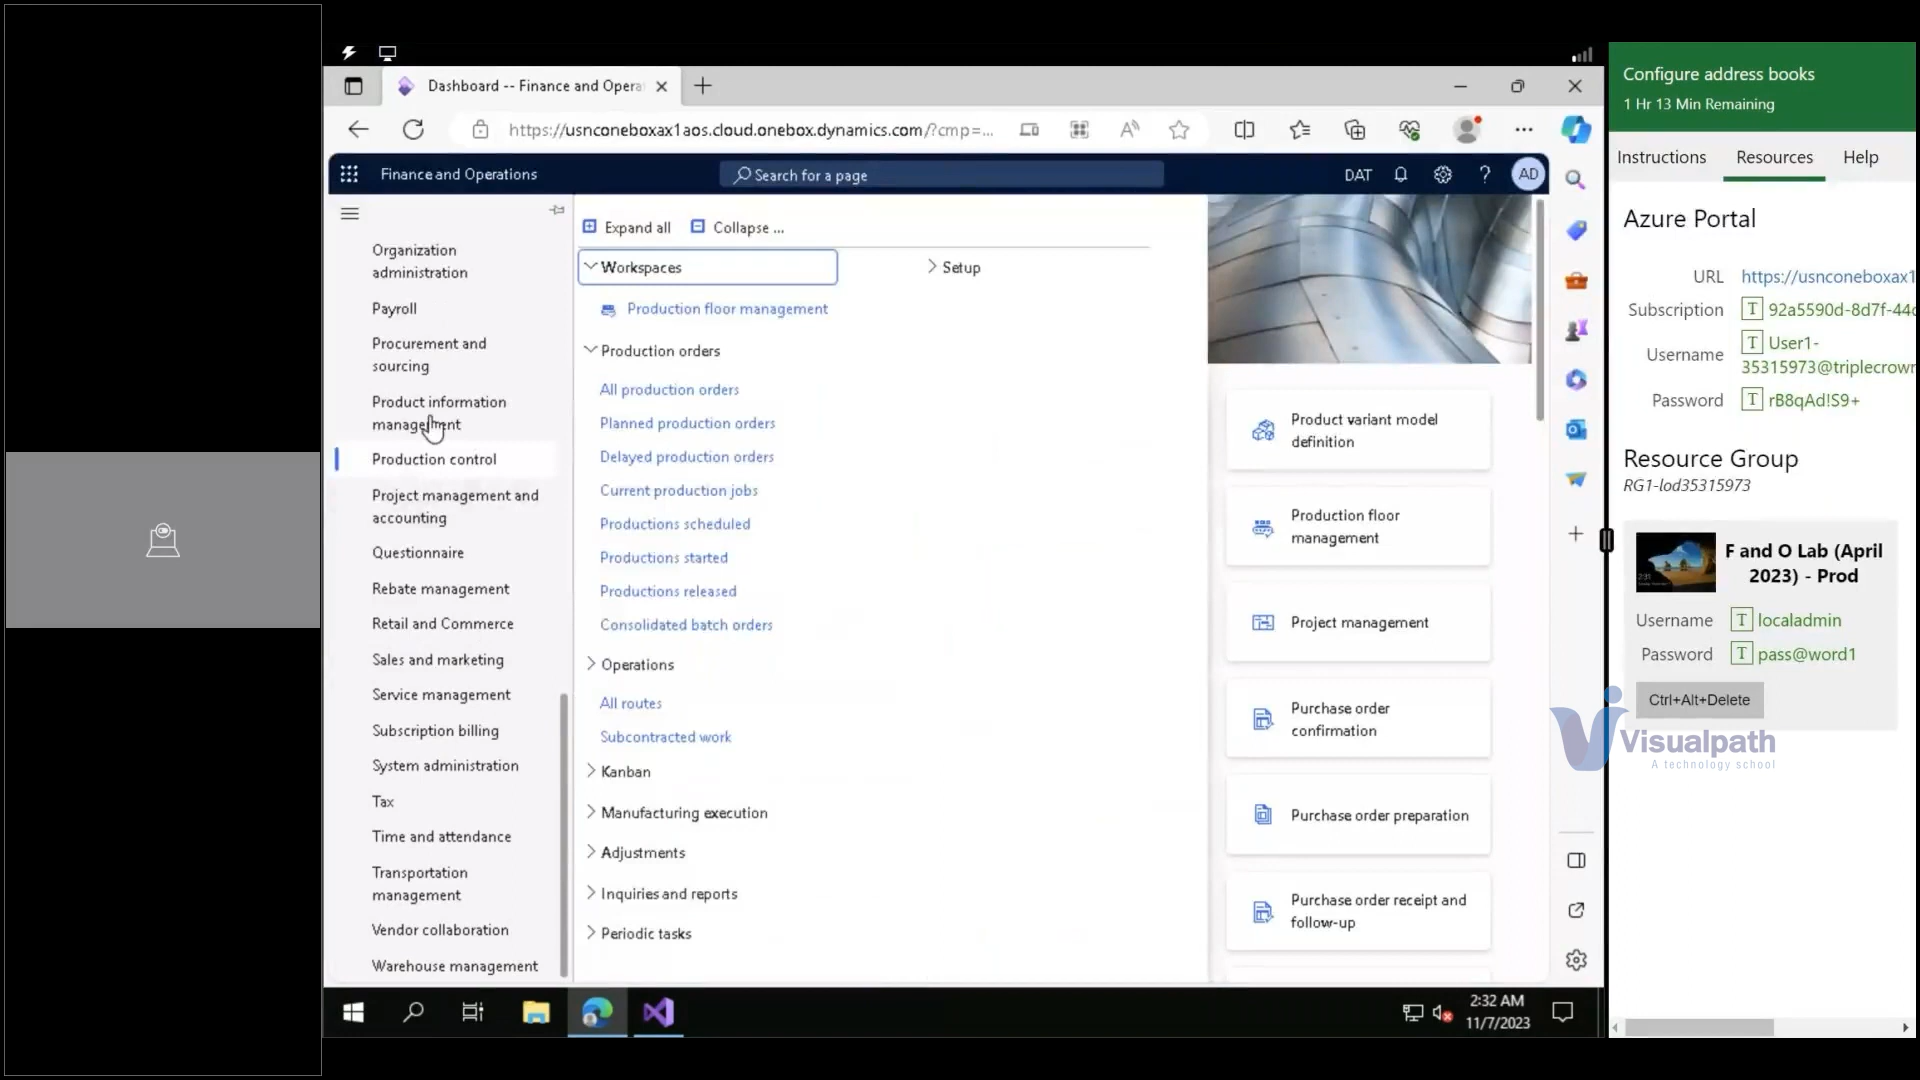 Dashboard -- Finance and Opera
https://usnconeboxax1aos.cloud.onebox.dynamics.com/?cmp=...
Finance and Operations
Search for a page
DAT
AD
Organization
administration
Payroll
Procurement and
sourcing
Product information
management
Production control
Project management and
accounting
Questionnaire
Rebate management
Retail and Commerce
Sales and marketing
Service management
Subscription billing
System administration
Tax
Time and attendance
Transportation
management
Vendor collaboration
Warehouse management
Expand all
Collapse ...
Workspaces
Production floor management
Production orders
All production orders
Planned production orders
Delayed production orders
Current production jobs
Productions scheduled
Productions started
Productions released
Consolidated batch orders
Operations
All routes
Subcontracted work
Kanban
Manufacturing execution
Adjustments
Inquiries and reports
Periodic tasks
Setup
Product variant model
definition
Production floor
management
Project management
Purchase order
confirmation
Purchase order preparation
Purchase order receipt and
follow-up
2:32 AM
11/7/2023
Configure address books
1 Hr 13 Min Remaining
Instructions
Resources
Help
Azure Portal
URL https://usnconeboxax1
Subscription T 92a5590d-8d7f-44c
Username T User1-
35315973@triplecrown
Password T rB8qAd!S9+
Resource Group
RG1-lod35315973
F and O Lab (April
2023) - Prod
Username T localadmin
Password T pass@word1
Ctrl+Alt+Delete
Visualpath
A technology school